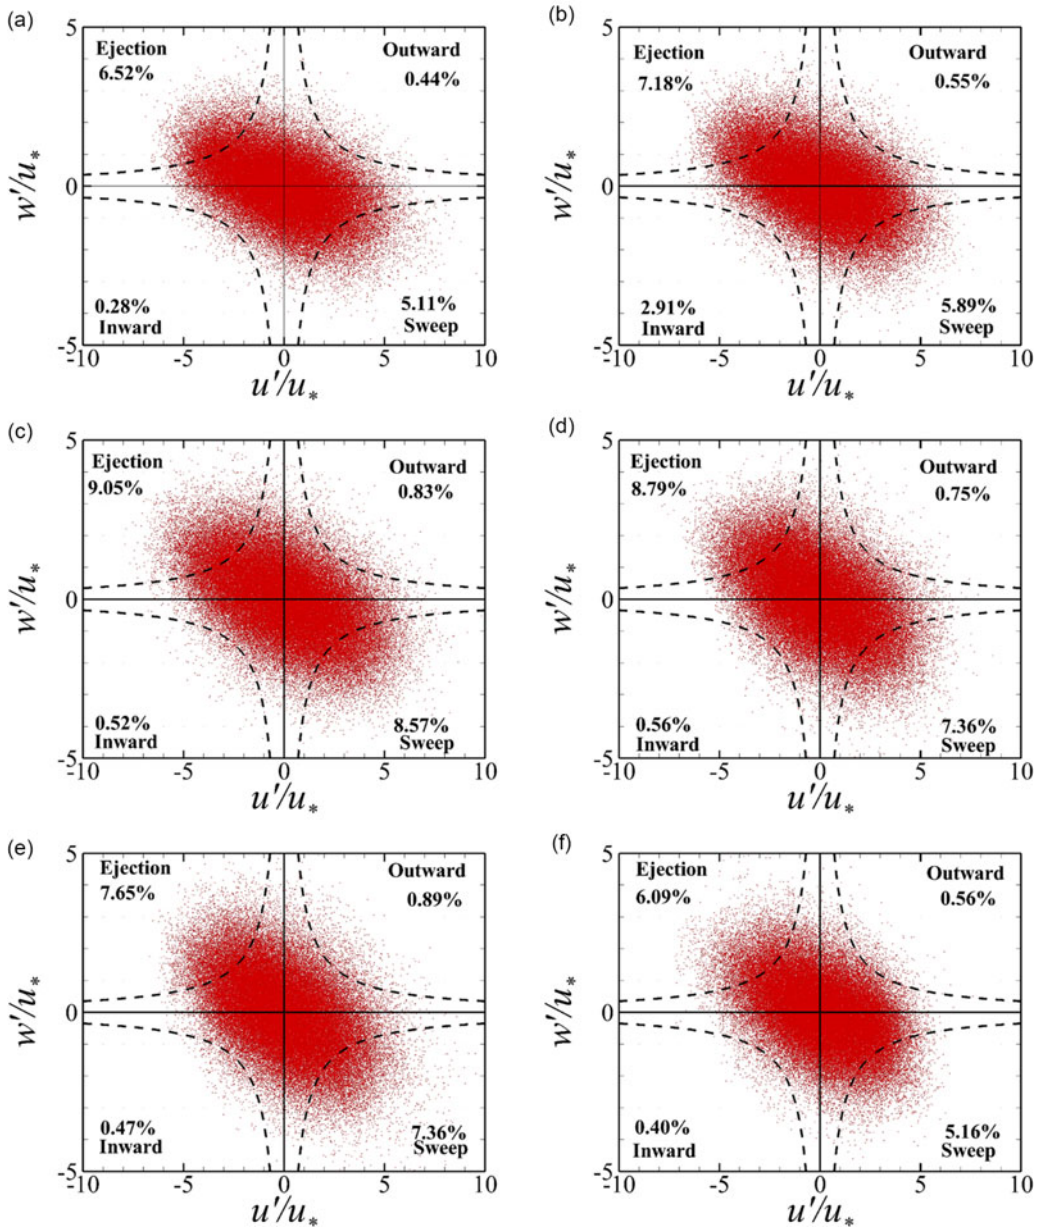 (a)
5
Ejection
6.52%
Outward
0.44%
w'/u*
0
0.28%
Inward
5.11%
Sweep
-5
-10 -5 0 5 10
u'/u*
(b)
5
Ejection
7.18%
Outward
0.55%
w'/u*
0
2.91%
Inward
5.89%
Sweep
-5
-10 -5 0 5 10
u'/u*
(c)
5
Ejection
9.05%
Outward
0.83%
w'/u*
0
0.52%
Inward
8.57%
Sweep
-5
-10 -5 0 5 10
u'/u*
(d)
5
Ejection
8.79%
Outward
0.75%
w'/u*
0
0.56%
Inward
7.36%
Sweep
-5
-10 -5 0 5 10
u'/u*
(e)
5
Ejection
7.65%
Outward
0.89%
w'/u*
0
0.47%
Inward
7.36%
Sweep
-5
-10 -5 0 5 10
u'/u*
(f)
5
Ejection
6.09%
Outward
0.56%
w'/u*
0
0.40%
Inward
5.16%
Sweep
-5
-10 -5 0 5 10
u'/u*